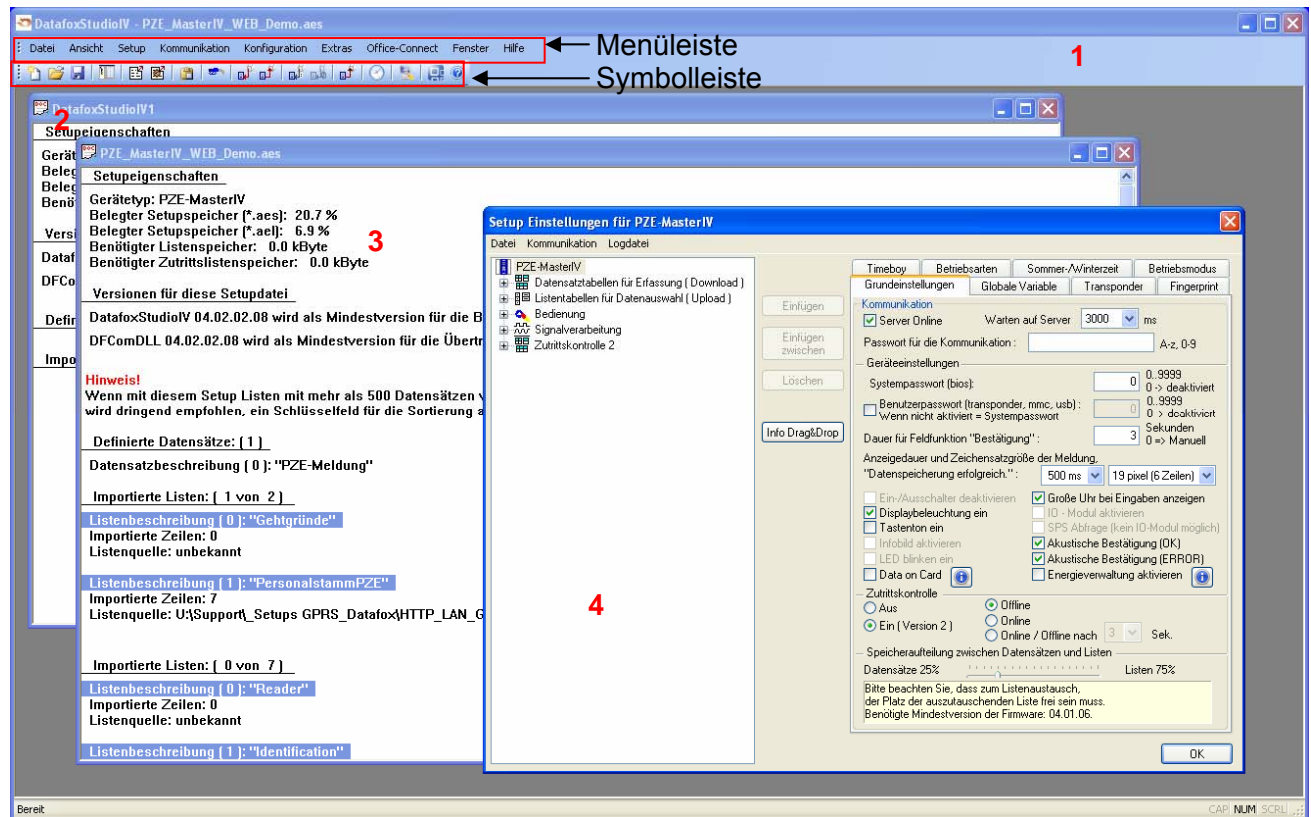 DatafoxStudioIV - PZE_MasterIV_WEB_Demo.aes
Datei Ansicht Setup Kommunikation Konfiguration Extras Office-Connect Fenster Hilfe
Menüleiste
1
Symbolleiste
DatafoxStudioIV1
2
Setupeigenschaften
Gerät
Beleg
Beleg
Benö
Versi
Dataf
DFCo
Defin
Impo
PZE_MasterIV_WEB_Demo.aes
Setupeigenschaften
Gerätetyp: PZE-MasterIV
Belegter Setupspeicher (*.aes): 20.7 %
Belegter Setupspeicher (*.ael): 6.9 %
3
Benötigter Listenspeicher: 0.0 kByte
Benötigter Zutrittslistenspeicher: 0.0 kByte
Versionen für diese Setupdatei
DatafoxStudioIV 04.02.02.08 wird als Mindestversion für die B
DFComDLL 04.02.02.08 wird als Mindestversion für die Übertr
Hinweis!
Wenn mit diesem Setup Listen mit mehr als 500 Datensätzen v
wird dringend empfohlen, ein Schlüsselfeld für die Sortierung a
Definierte Datensätze: ( 1 )
Datensatzbeschreibung ( 0 ): "PZE-Meldung"
Importierte Listen: ( 1 von 2 )
Listenbeschreibung ( 0 ): "Gehtgründe"
Importierte Zeilen: 0
Listenquelle: unbekannt
Listenbeschreibung ( 1 ): "PersonalstammPZE"
Importierte Zeilen: 7
Listenquelle: U:\Support\_Setups GPRS_Datafox\HTTP_LAN_G
Importierte Listen: ( 0 von 7 )
Listenbeschreibung ( 0 ): "Reader"
Importierte Zeilen: 0
Listenquelle: unbekannt
Listenbeschreibung ( 1 ): "Identification"
Setup Einstellungen für PZE-MasterIV
Datei Kommunikation Logdatei
PZE-MasterIV
Datensatztabellen für Erfassung ( Download )
Listentabellen für Datenauswahl ( Upload )
Bedienung
Signalverarbeitung
Zutrittskontrolle 2
4
Einfügen
Einfügen
zwischen
Löschen
Info Drag&Drop
Timeboy Betriebsarten Sommer-/Winterzeit Betriebsmodus
Grundeinstellungen Globale Variable Transponder Fingerprint
Kommunikation
Server Online Warten auf Server 3000 ms
Passwort für die Kommunikation : A-z, 0-9
Geräteeinstellungen
Systempasswort (bios): 0 0..9999
0 -> deaktiviert
Benutzerpasswort (transponder, mmc, usb) : 0 0..9999
Wenn nicht aktiviert = Systempasswort 0 > deaktiviert
Dauer für Feldfunktion "Bestätigung" : 3 Sekunden
0 => Manuell
Anzeigedauer und Zeichensatzgröße der Meldung,
"Datenspeicherung erfolgreich." : 500 ms 19 pixel (6 Zeilen)
Ein-/Ausschalter deaktivieren Große Uhr bei Eingaben anzeigen
Displaybeleuchtung ein IO - Modul aktivieren
Tastenton ein SPS Abfrage (kein IO-Modul möglich)
Infobild aktivieren Akustische Bestätigung (OK)
LED blinken ein Akustische Bestätigung (ERROR)
Data on Card Energieverwaltung aktivieren
Zutrittskontrolle
Aus Offline
Online
Ein ( Version 2 )
Online / Offline nach 3 Sek.
Speicheraufteilung zwischen Datensätzen und Listen
Datensätze 25% Listen 75%
Bitte beachten Sie, dass zum Listenaustausch,
der Platz der auszutauschenden Liste frei sein muss.
Benötigte Mindestversion der Firmware: 04.01.06.
OK
Bereit
CAP NUM SCRL